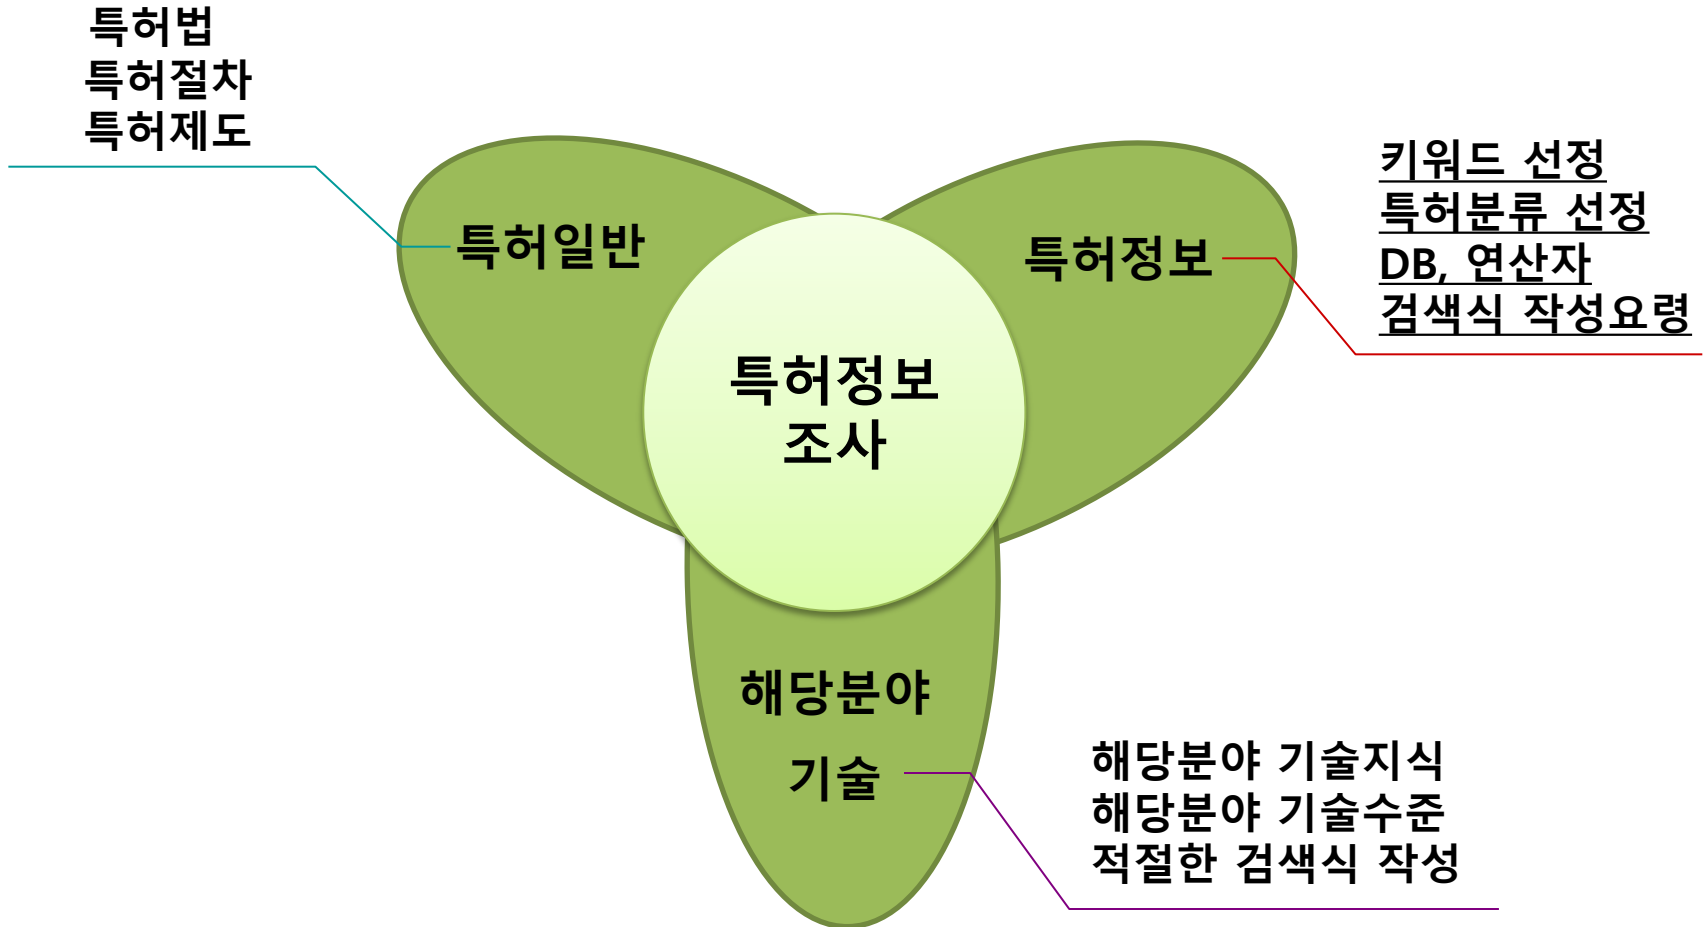 특허법
특허절차
특허제도
특허일반
특허정보
키워드 선정
특허분류 선정
DB, 연산자
검색식 작성요령
특허정보
조사
해당분야
기술
해당분야 기술지식
해당분야 기술수준
적절한 검색식 작성